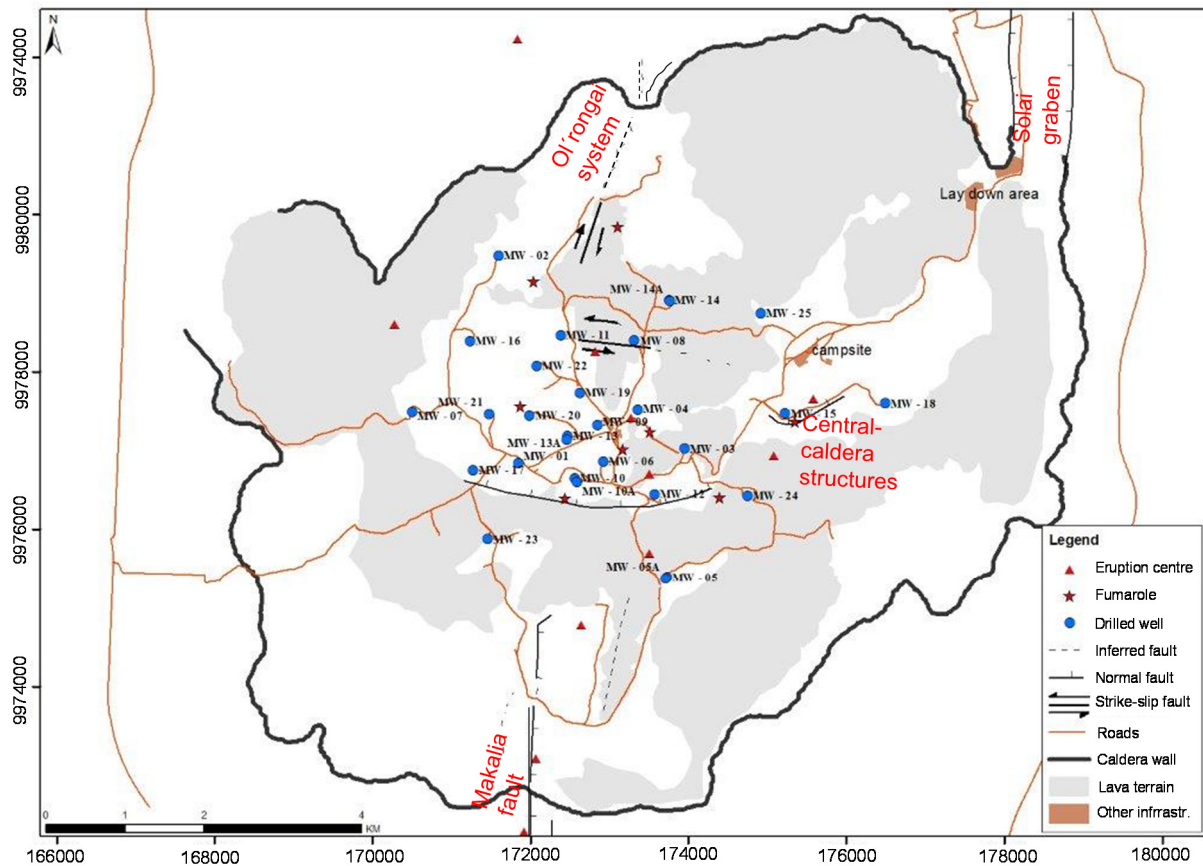 N
9974000
9980000
9978000
9976000
9974000
Ol´rongai
system
Solai
graben
Lay down area
MW - 02
MW - 14A
MW - 14
MW - 25
MW - 16
MW - 11
MW - 08
campsite
MW - 22
MW - 19
MW - 21
MW - 07
MW - 20
MW - 04
MW - 09
MW - 15
MW - 18
MW - 13A
MW - 13
MW - 01
MW - 03
Central-
caldera
structures
MW - 17
MW - 06
MW - 10
MW - 10A
MW - 12
MW - 24
MW - 23
MW - 05A
MW - 05
Makalia
fault
Legend
Eruption centre
Fumarole
Drilled well
Inferred fault
Normal fault
Strike-slip fault
Roads
Caldera wall
Lava terrain
Other infrrastr.
0 1 2 4
KM
166000 168000 170000 172000 174000 176000 178000 180000